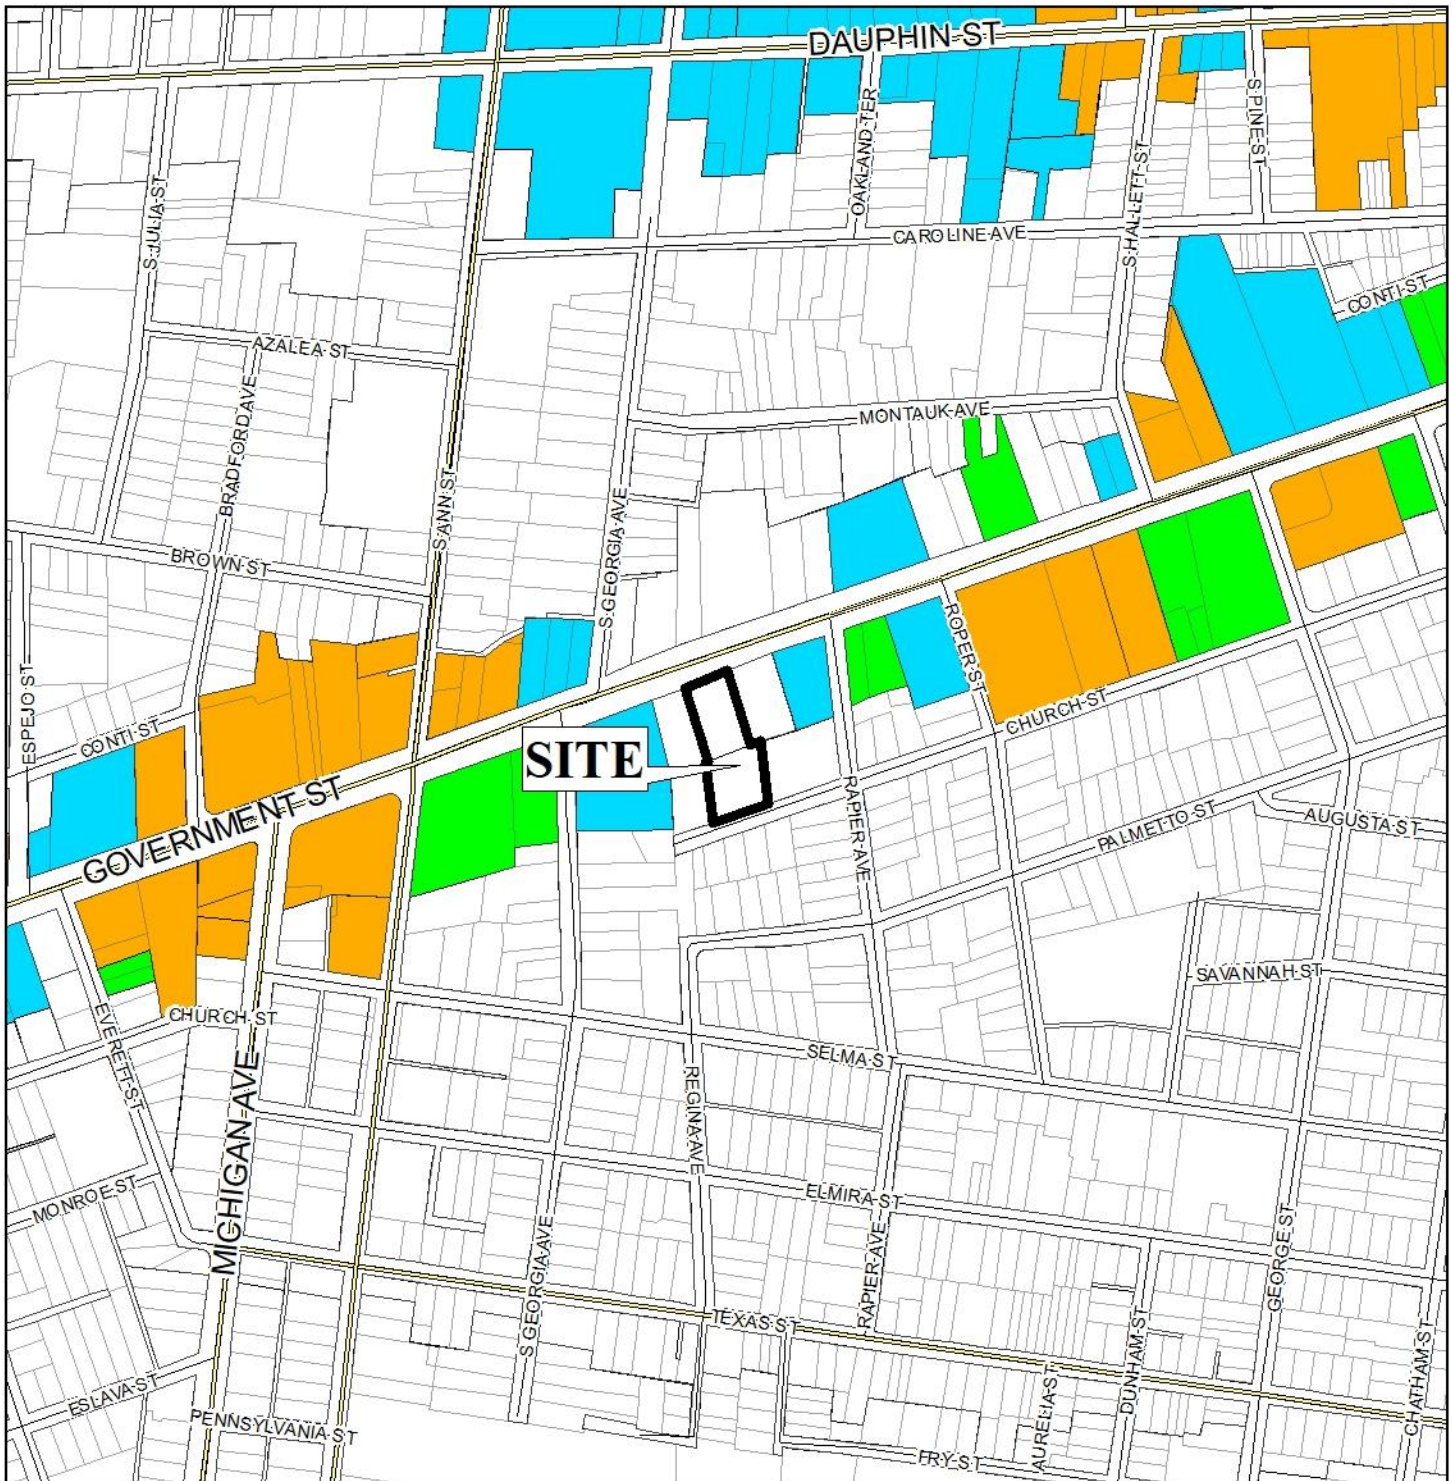 DAUPHIN ST
S JULIA ST
OAKLAND TER
S HALLETT ST
S PINE ST
CAROLINE AVE
CONTI ST
AZALEA ST
BRADFORD AVE
MONTAUK AVE
S ANN ST
S GEORGIA AVE
BROWN ST
ESPEJO ST
CONTI ST
ROPER ST
CHURCH ST
SITE
GOVERNMENT ST
RAPIER AVE
PALMETTO ST
AUGUSTA ST
SAVANNAH ST
EVERETT ST
CHURCH ST
SELMA ST
MICHIGAN AVE
REGINA AVE
MONROE ST
ELMIRA ST
S GEORGIA AVE
RAPIER AVE
GEORGE ST
TEXAS ST
DUNHAM ST
CHATHAM ST
ESLAVA ST
AURELIA ST
PENNSYLVANIA ST
FRY ST